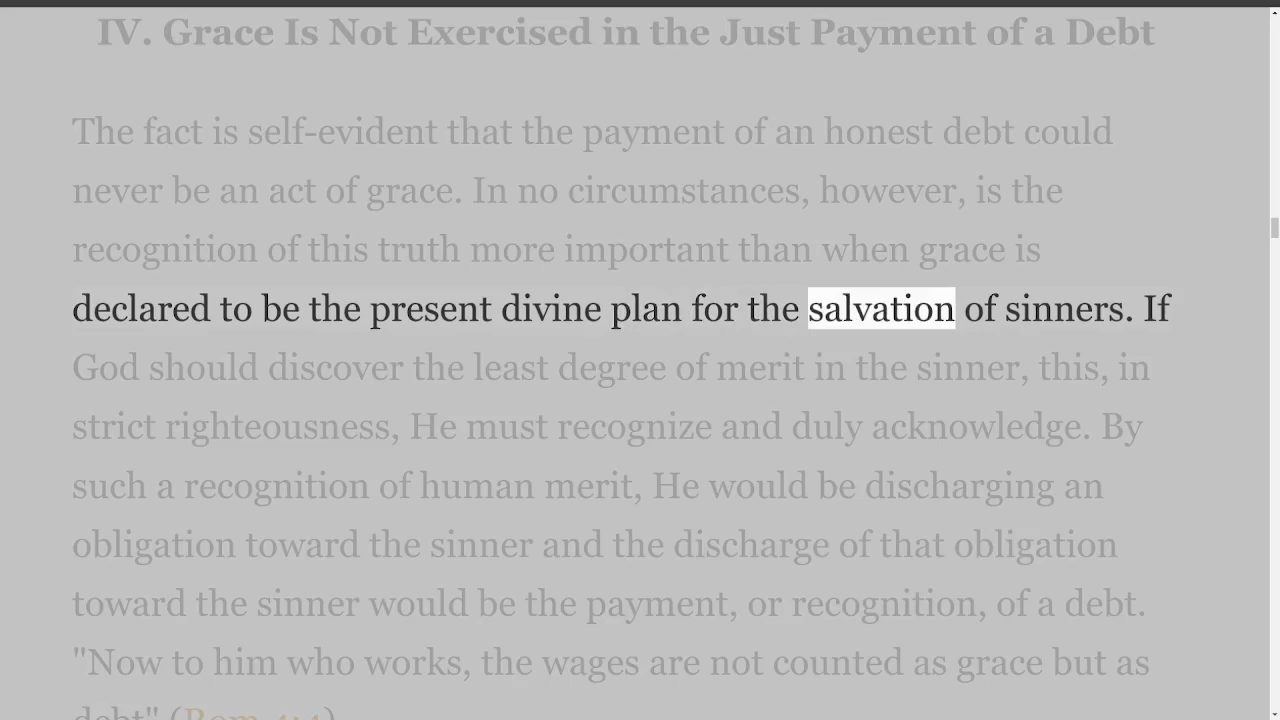 IV. Grace Is Not Exercised in the Just Payment of a Debt
The fact is self-evident that the payment of an honest debt could
never be an act of grace. In no circumstances, however, is the
recognition of this truth more important than when grace is
declared to be the present divine plan for the salvation of sinners. If
God should discover the least degree of merit in the sinner, this, in
strict righteousness, He must recognize and duly acknowledge. By
such a recognition of human merit, He would be discharging an
obligation toward the sinner and the discharge of that obligation
toward the sinner would be the payment, or recognition, of a debt.
"Now to him who works, the wages are not counted as grace but as
debt" (Rom. 4:4).